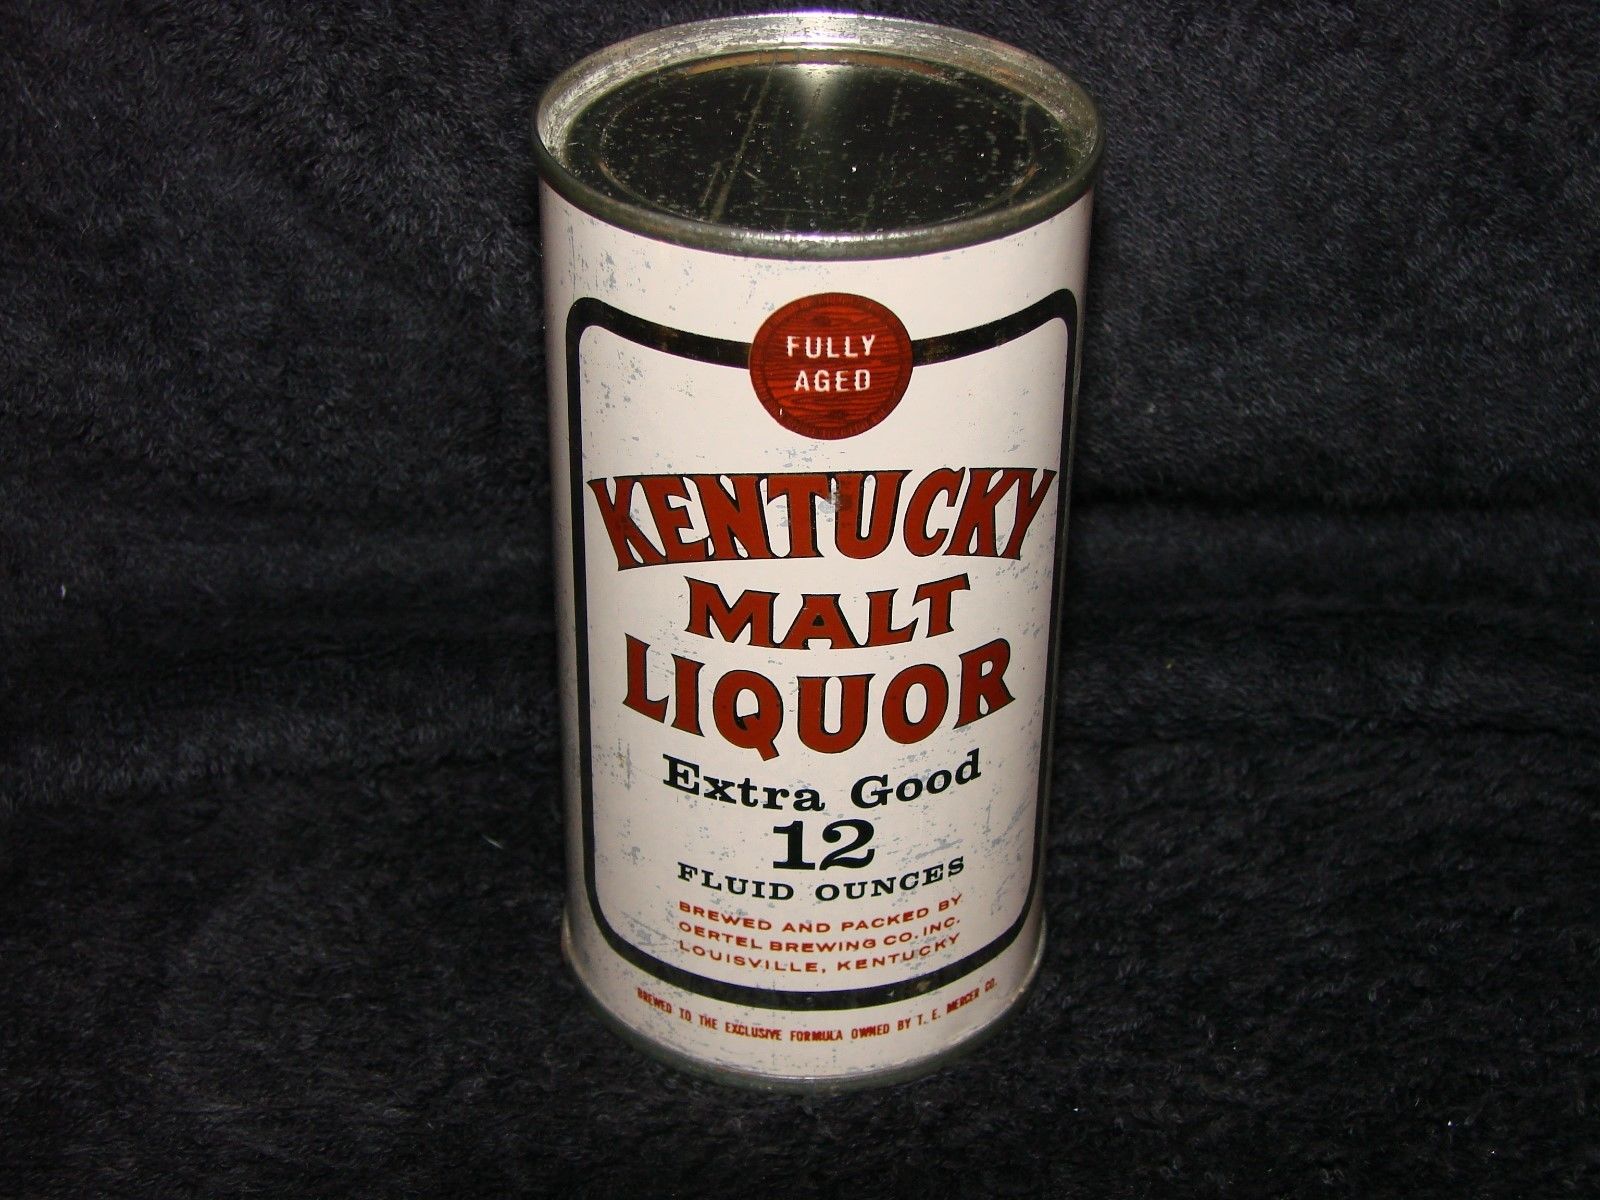 FULLY
AGED
KENTUCKY
MALT
LIQUOR
Extra Good
12
FLUID OUNCES
BREWED AND PACKED BY
OERTEL BREWING CO. INC.
LOUISVILLE, KENTUCKY
BREWED TO THE EXCLUSIVE FORMULA OWNED BY T. E. MERCER CO.